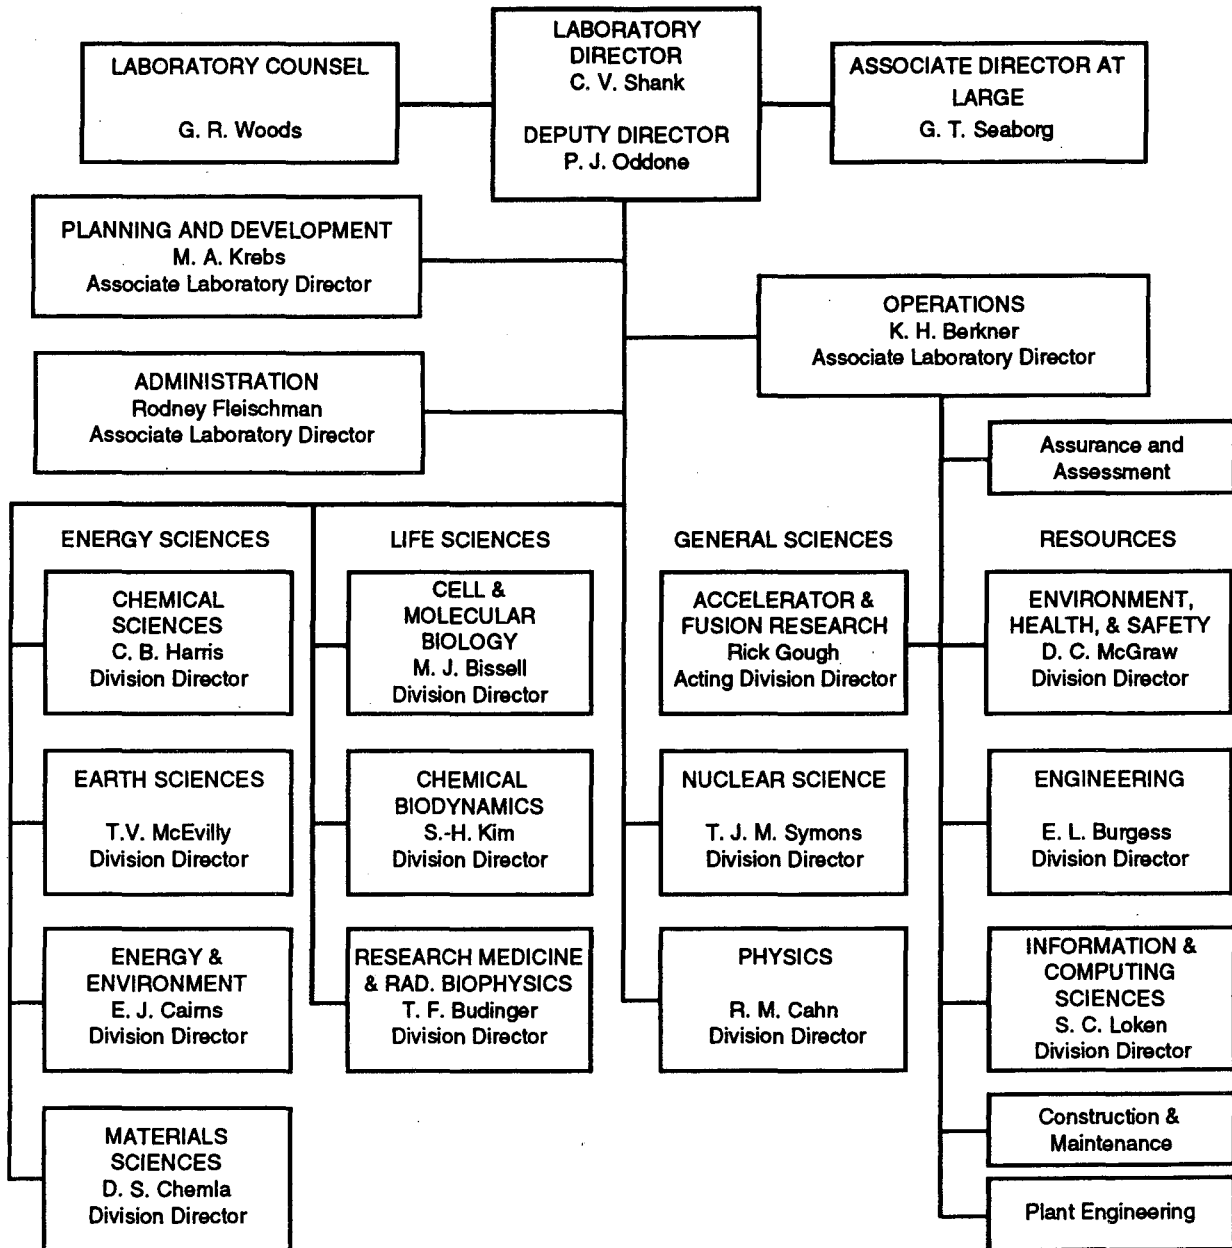 LABORATORY COUNSEL
G. R. Woods
LABORATORY
DIRECTOR
C. V. Shank
DEPUTY DIRECTOR
P. J. Oddone
ASSOCIATE DIRECTOR AT
LARGE
G. T. Seaborg
PLANNING AND DEVELOPMENT
M. A. Krebs
Associate Laboratory Director
OPERATIONS
K. H. Berkner
Associate Laboratory Director
ADMINISTRATION
Rodney Fleischman
Associate Laboratory Director
Assurance and
Assessment
ENERGY SCIENCES
CHEMICAL
SCIENCES
C. B. Harris
Division Director
EARTH SCIENCES
T.V. McEvilly
Division Director
ENERGY &
ENVIRONMENT
E. J. Cairns
Division Director
MATERIALS
SCIENCES
D. S. Chemla
Division Director
LIFE SCIENCES
CELL &
MOLECULAR
BIOLOGY
M. J. Bissell
Division Director
CHEMICAL
BIODYNAMICS
S.-H. Kim
Division Director
RESEARCH MEDICINE
& RAD. BIOPHYSICS
T. F. Budinger
Division Director
GENERAL SCIENCES
ACCELERATOR &
FUSION RESEARCH
Rick Gough
Acting Division Director
NUCLEAR SCIENCE
T. J. M. Symons
Division Director
PHYSICS
R. M. Cahn
Division Director
RESOURCES
ENVIRONMENT,
HEALTH, & SAFETY
D. C. McGraw
Division Director
ENGINEERING
E. L. Burgess
Division Director
INFORMATION &
COMPUTING
SCIENCES
S. C. Loken
Division Director
Construction &
Maintenance
Plant Engineering